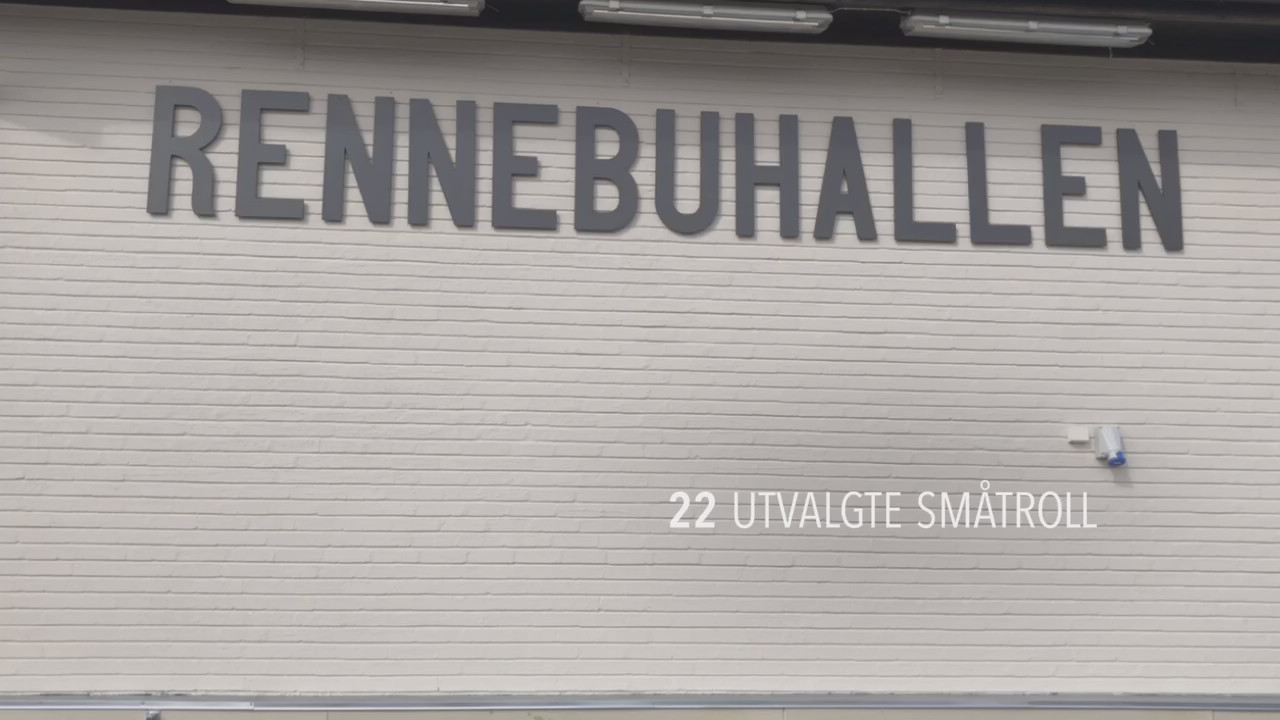 RENNEBUHALLEN
22 UTVALGTE SMÅTROLL